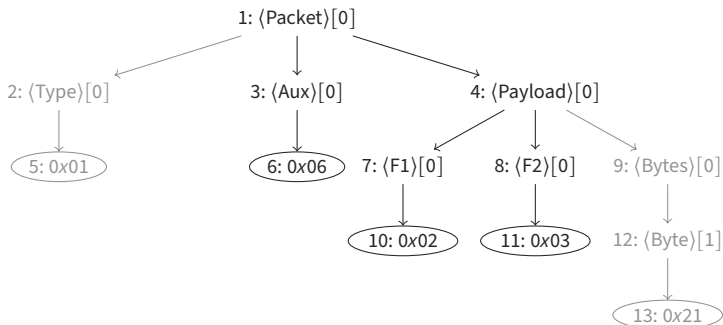 1: ⟨Packet⟩[0]
2: ⟨Type⟩[0] 3: ⟨Aux⟩[0] 4: ⟨Payload⟩[0]
5: 0x01 6: 0x06 7: ⟨F1⟩[0] 8: ⟨F2⟩[0] 9: ⟨Bytes⟩[0]
10: 0x02 11: 0x03 12: ⟨Byte⟩[1]
13: 0x21